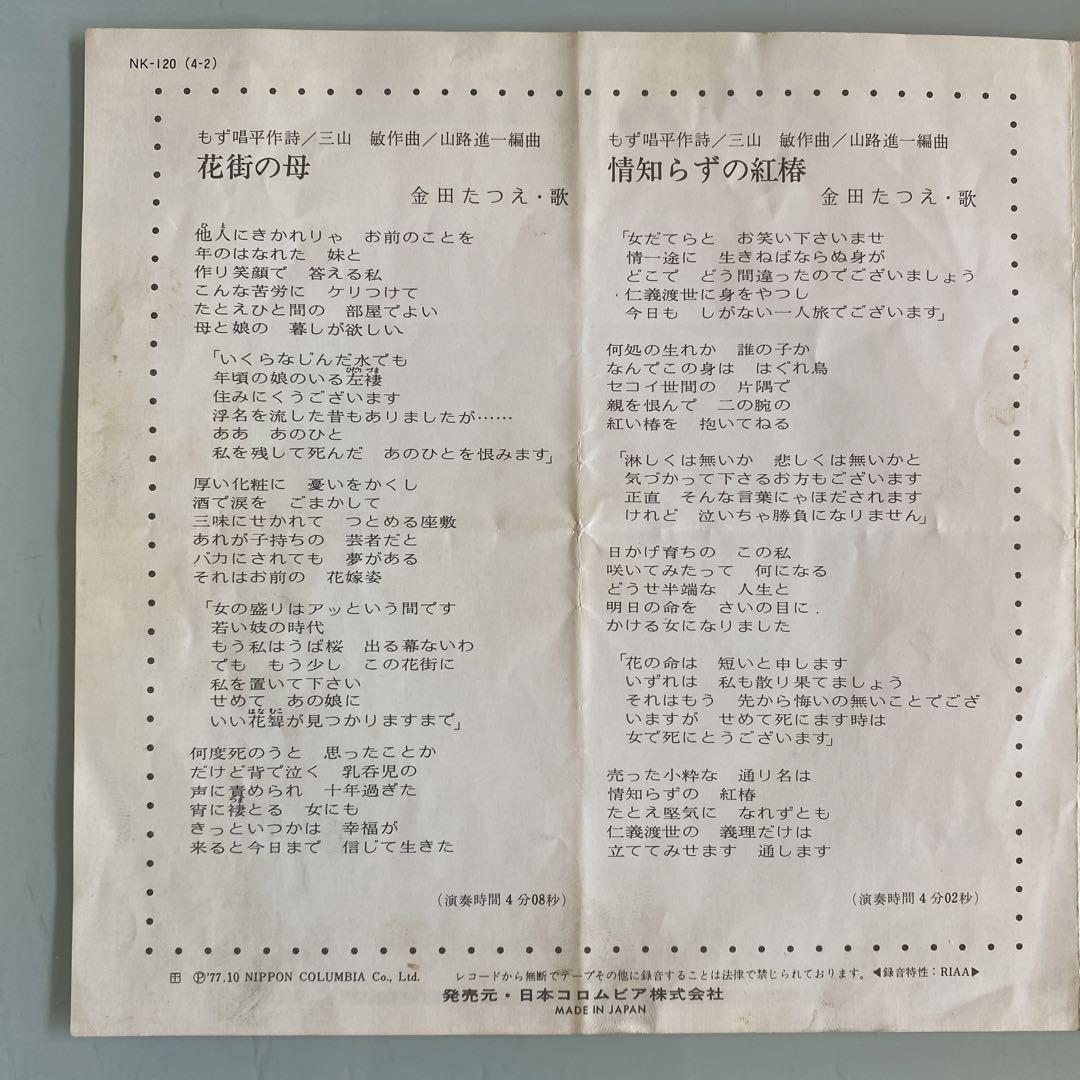 NK-120 (4-2)
もず唱平作詩／三山　敏作曲／山路進一編曲
花街の母
金田たつえ・歌
他人にきかれりゃ　お前のことを
年のはなれた　妹と
作り笑顔で　答える私
こんな苦労に　ケリつけて
たとえひと間の　部屋でよい
母と娘の　暮しが欲しい
「いくらなじんだ水でも
年頃の娘のいる左褄
住みにくうございます
浮名を流した昔もありましたが……
ああ　あのひと
私を残して死んだ　あのひとを恨みます」
厚い化粧に　憂いをかくし
酒で涙を　ごまかして
三味にせかれて　つとめる座敷
あれが子持ちの　芸者だと
バカにされても　夢がある
それはお前の　花嫁姿
「女の盛りはアッという間です
若い妓の時代
もう私はうば桜　出る幕ないわ
でも　もう少し　この花街に
私を置いて下さい
せめて　あの娘に
いい花聟が見つかりますまで」
何度死のうと　思ったことか
だけど背で泣く　乳呑児の
声に責められ　十年過ぎた
宵に褄とる　女にも
きっといつかは　幸福が
来ると今日まで　信じて生きた
(演奏時間4分08秒)
もず唱平作詩／三山　敏作曲／山路進一編曲
情知らずの紅椿
金田たつえ・歌
「女だてらと　お笑い下さいませ
情一途に　生きねばならぬ身が
どこで　どう間違ったのでございましょう
仁義渡世に身をやつし
今日も　しがない一人旅でございます」
何処の生れか　誰の子か
なんでこの身は　はぐれ鳥
セコイ世間の　片隅で
親を恨んで　二の腕の
紅い椿を　抱いてねる
「淋しくは無いか　悲しくは無いかと
気づかって下さるお方もございます
正直　そんな言葉にゃほだされます
けれど　泣いちゃ勝負になりません」
日かげ育ちの　この私
咲いてみたって　何になる
どうせ半端な　人生と
明日の命を　さいの目に
かける女になりました
「花の命は　短いと申します
いずれは　私も散り果てましょう
それはもう　先から悔いの無いことでござ
いますが　せめて死にます時は
女で死にとうございます」
売った小粋な　通り名は
情知らずの　紅椿
たとえ堅気に　なれずとも
仁義渡世の　義理だけは
立ててみせます　通します
(演奏時間4分02秒)
Ⓟ'77.10 NIPPON COLUMBIA Co., Ltd.　レコードから無断でテープその他に録音することは法律で禁じられております。◀録音特性：RIAA▶
発売元・日本コロムビア株式会社
MADE IN JAPAN